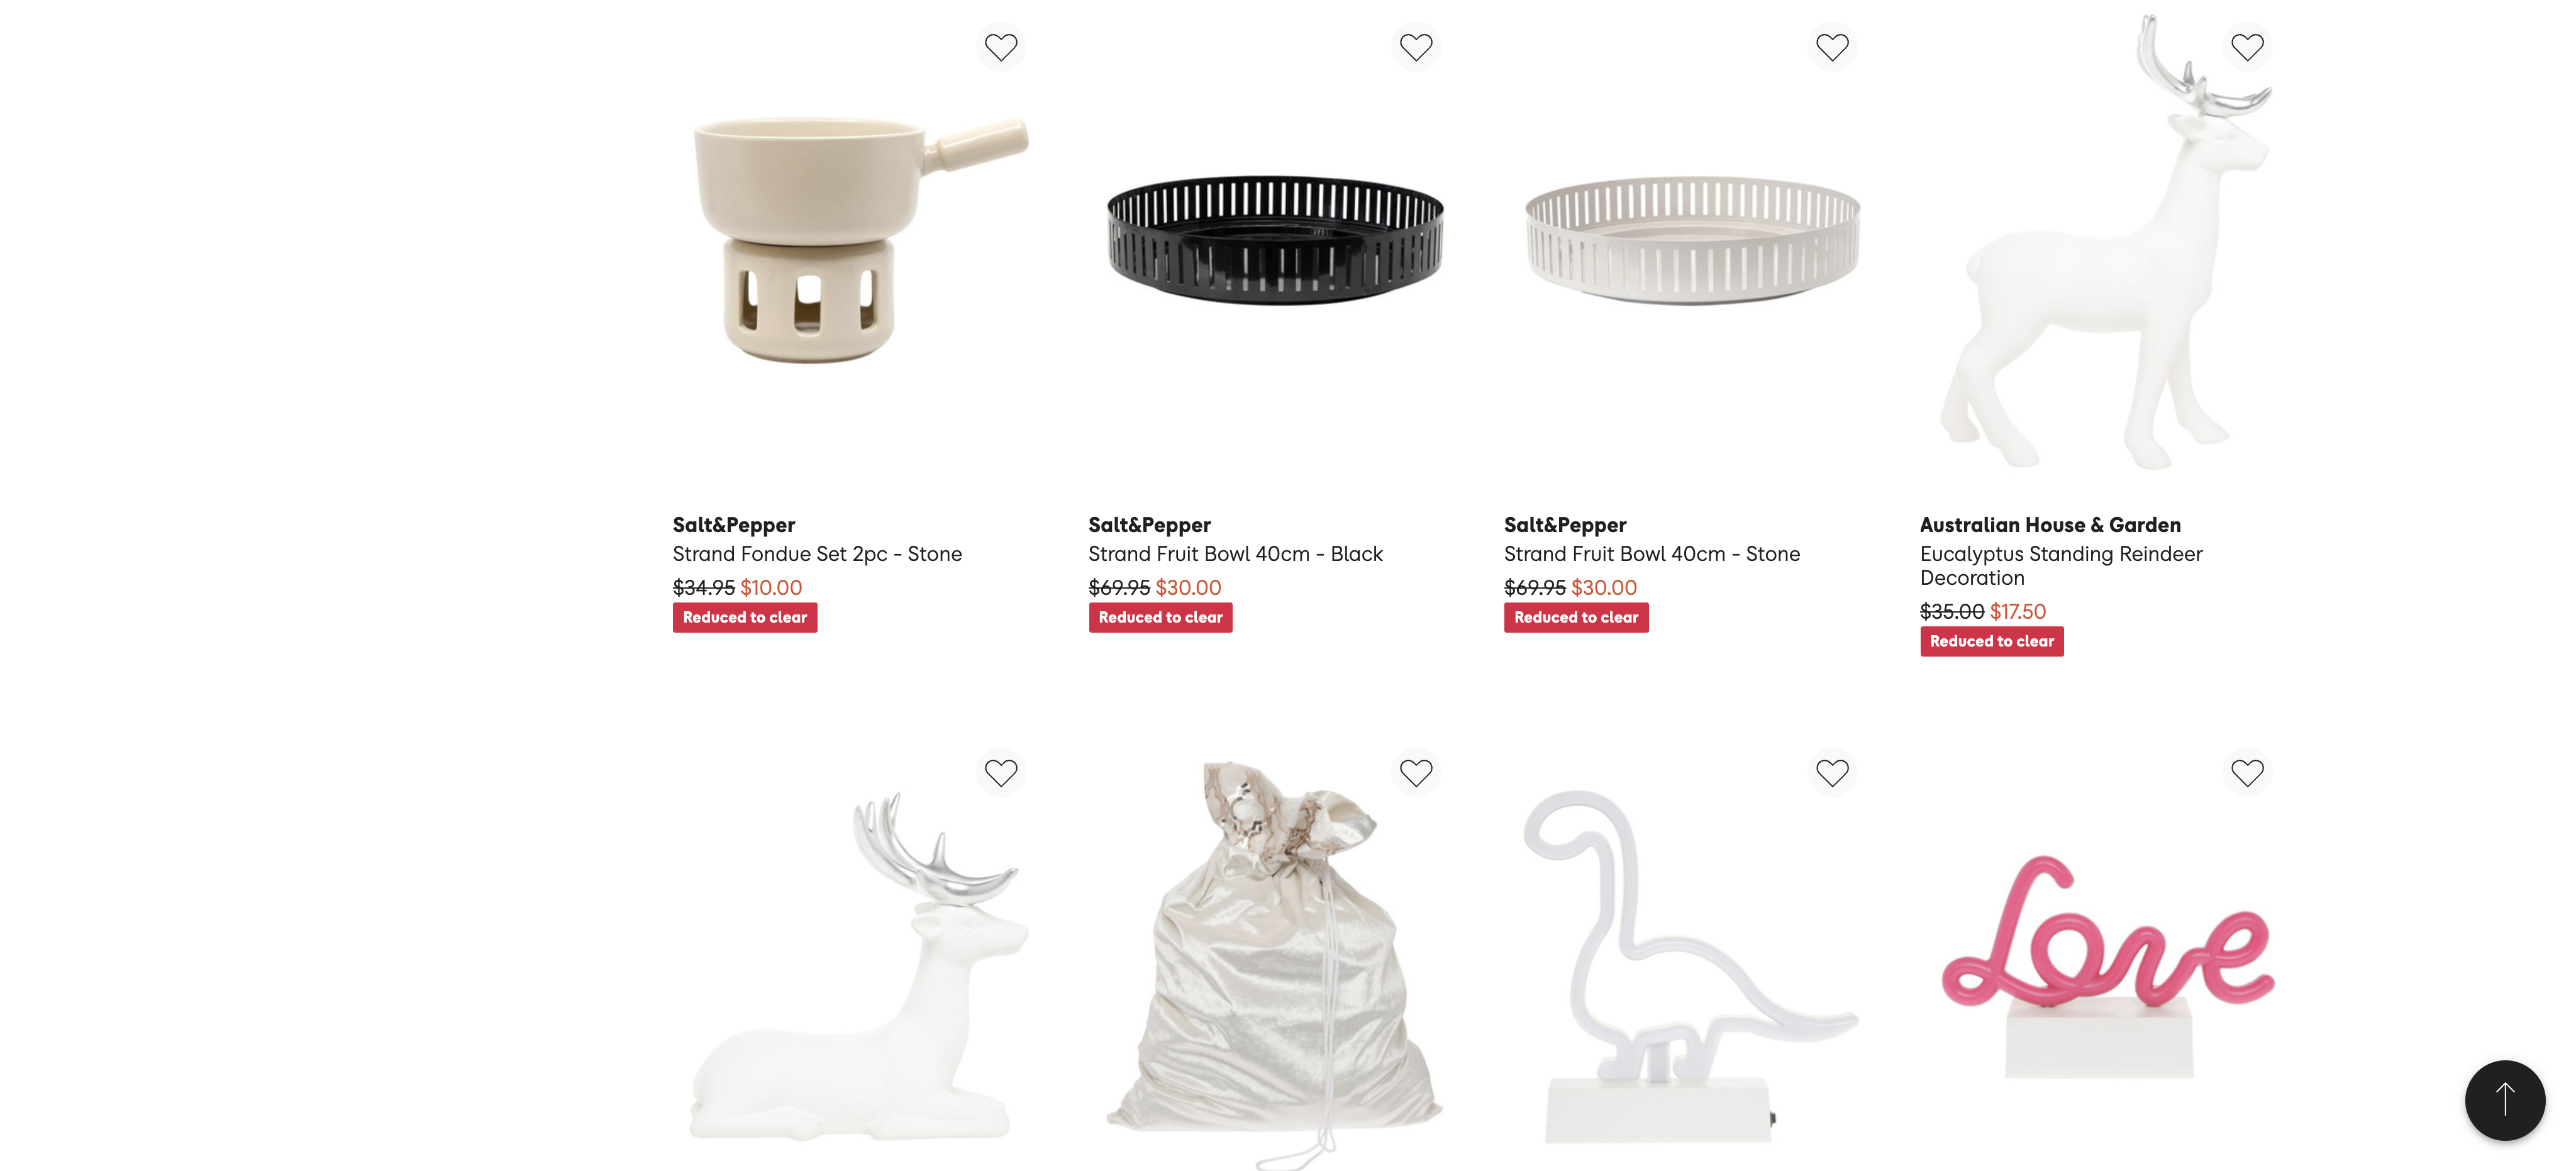 Salt&Pepper
Strand Fondue Set 2pc - Stone
$34.95 $10.00
Reduced to clear
Salt&Pepper
Strand Fruit Bowl 40cm - Black
$69.95 $30.00
Reduced to clear
Salt&Pepper
Strand Fruit Bowl 40cm - Stone
$69.95 $30.00
Reduced to clear
Australian House & Garden
Eucalyptus Standing Reindeer
Decoration
$35.00 $17.50
Reduced to clear
Love